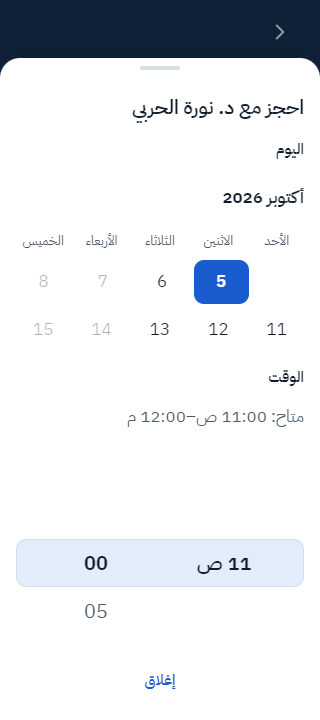 احجز مع د. نورة الحربي
اليوم
أكتوبر 2026
الأحد الاثنين الثلاثاء الأربعاء الخميس
5 6 7 8
11 12 13 14 15
الوقت
متاح: 11:00 ص–12:00 م
11 ص 00
05
إغلاق